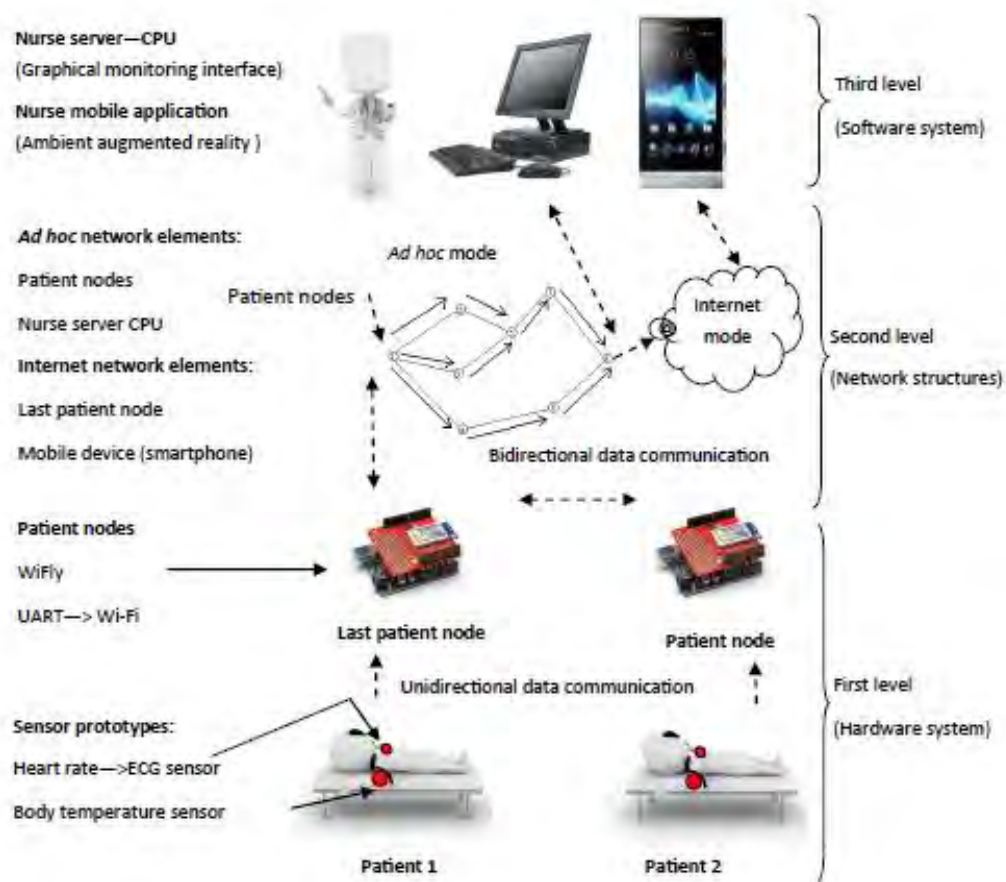 Nurse server—CPU
(Graphical monitoring interface)
Nurse mobile application
(Ambient augmented reality )
Third level
(Software system)
Ad hoc network elements:
Patient nodes
Nurse server CPU
Internet network elements:
Last patient node
Mobile device (smartphone)
Ad hoc mode
Patient nodes
Internet
mode
Bidirectional data communication
Second level
(Network structures)
Patient nodes
WiFly
UART—> Wi-Fi
Last patient node
Patient node
Unidirectional data communication
First level
(Hardware system)
Sensor prototypes:
Heart rate—>ECG sensor
Body temperature sensor
Patient 1
Patient 2